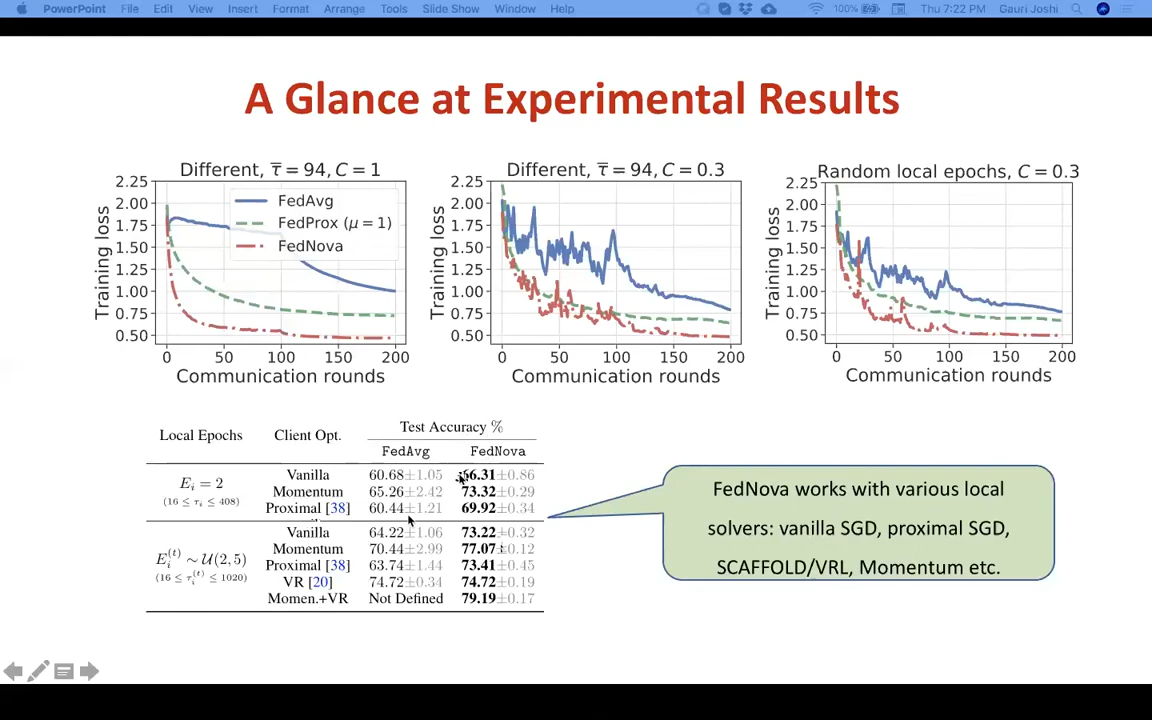 PowerPoint File Edit View Insert Format Arrange Tools Slide Show Window Help 100% Thu 7:22 PM Gauri Joshi
A Glance at Experimental Results
Different, τ̅ = 94, C = 1
2.25
2.00
1.75
1.50
1.25
1.00
0.75
0.50
Training loss
FedAvg
FedProx (μ = 1)
FedNova
0 50 100 150 200
Communication rounds
Different, τ̅ = 94, C = 0.3
2.25
2.00
1.75
1.50
1.25
1.00
0.75
0.50
Training loss
0 50 100 150 200
Communication rounds
Random local epochs, C = 0.3
2.25
2.00
1.75
1.50
1.25
1.00
0.75
0.50
Training loss
0 50 100 150 200
Communication rounds
Local Epochs Client Opt. Test Accuracy %
FedAvg FedNova
E_i = 2
(16 ≤ τ_i ≤ 408)
Vanilla 60.68±1.05 66.31±0.86
Momentum 65.26±2.42 73.32±0.29
Proximal [38] 60.44±1.21 69.92±0.34
E_i^(t) ~ U(2, 5)
(16 ≤ τ_i^(t) ≤ 1020)
Vanilla 64.22±1.06 73.22±0.32
Momentum 70.44±2.99 77.07±0.12
Proximal [38] 63.74±1.44 73.41±0.45
VR [20] 74.72±0.34 74.72±0.19
Momen.+VR Not Defined 79.19±0.17
FedNova works with various local
solvers: vanilla SGD, proximal SGD,
SCAFFOLD/VRL, Momentum etc.